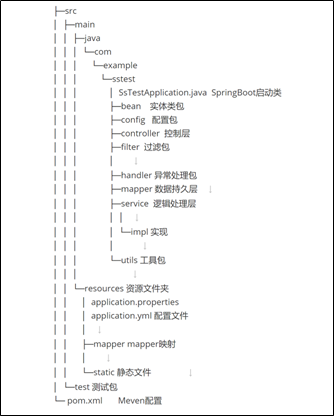 ├─src
│ ├─main
│ │ ├─java
│ │ │ └─com
│ │ │ └─example
│ │ │ └─sstest
│ │ │ │ SsTestApplication.java SpringBoot启动类
│ │ │ ├─bean 实体类包
│ │ │ ├─config 配置包
│ │ │ ├─controller 控制层
│ │ │ ├─filter 过滤包
│ │ │ │ ↓
│ │ │ ├─handler 异常处理包
│ │ │ ├─mapper 数据持久层 ↓
│ │ │ ├─service 逻辑处理层
│ │ │ │ │ ↓
│ │ │ │ └─impl 实现
│ │ │ │ ↓
│ │ │ └─utils 工具包
│ │ │ ↓
│ │ └─resources 资源文件夹
│ │ │ application.properties
│ │ │ application.yml 配置文件
│ │ │ ↓
│ │ ├─mapper mapper映射
│ │ │ ↓
│ │ └─static 静态文件 ↓
│ └─test 测试包
└─ pom.xml Meven配置